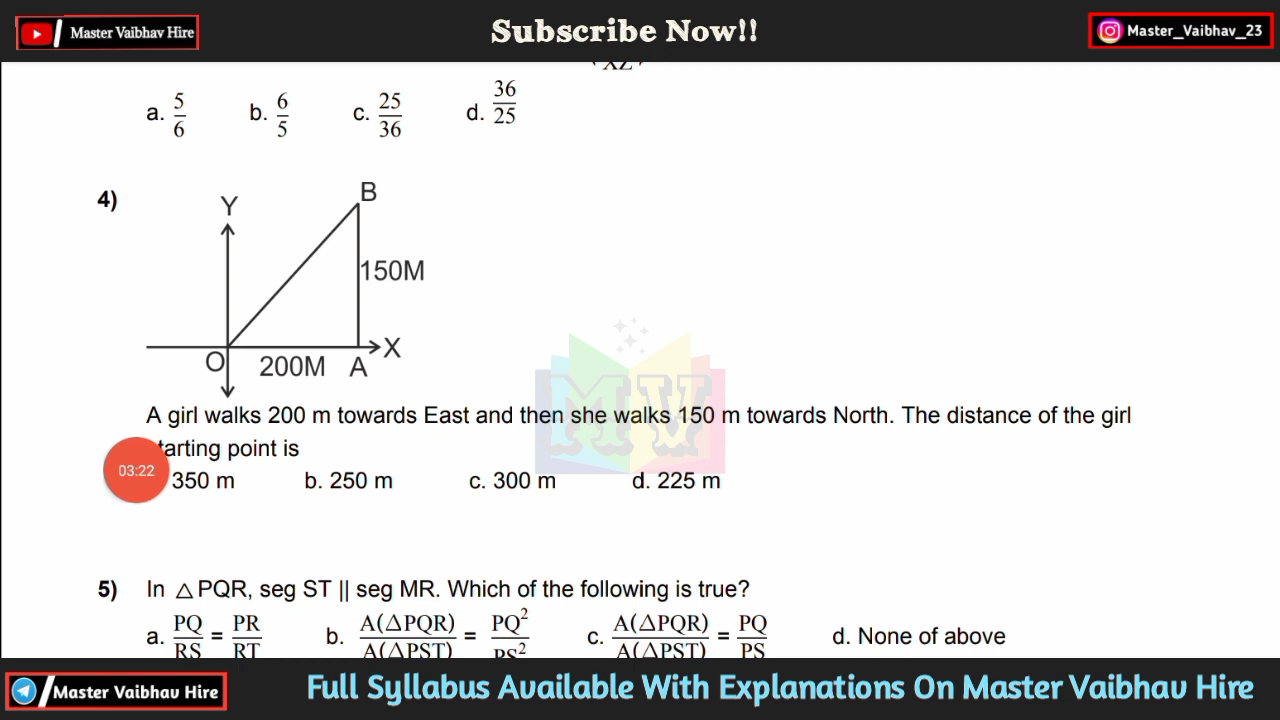 Master Vaibhav Hire
Subscribe Now!!
Master_Vaibhav_23
XZ
a. 5/6 b. 6/5 c. 25/36 d. 36/25
4)
B
Y
150M
X
O 200M A
A girl walks 200 m towards East and then she walks 150 m towards North. The distance of the girl
tarting point is
03:22
350 m b. 250 m c. 300 m d. 225 m
MV
5) In △PQR, seg ST || seg MR. Which of the following is true?
a. PQ/RS = PR/RT b. A(△PQR)/A(△PST) = PQ²/PS² c. A(△PQR)/A(△PST) = PQ/PS d. None of above
Master Vaibhav Hire
Full Syllabus Available With Explanations On Master Vaibhav Hire